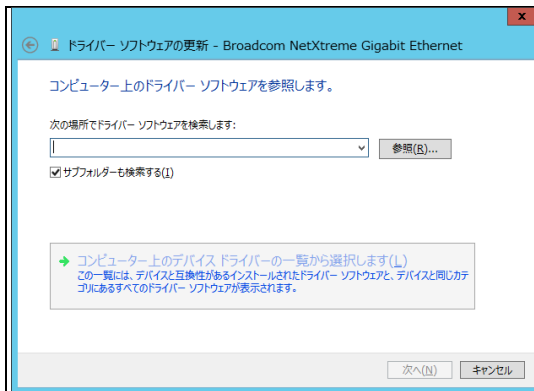 x
ドライバー ソフトウェアの更新 - Broadcom NetXtreme Gigabit Ethernet
コンピューター上のドライバー ソフトウェアを参照します。
次の場所でドライバー ソフトウェアを検索します:
参照(R)...
サブフォルダーも検索する(I)
コンピューター上のデバイス ドライバーの一覧から選択します(L)
この一覧には、デバイスと互換性があるインストールされたドライバー ソフトウェアと、デバイスと同じカテ
ゴリにあるすべてのドライバー ソフトウェアが表示されます。
次へ(N)
キャンセル